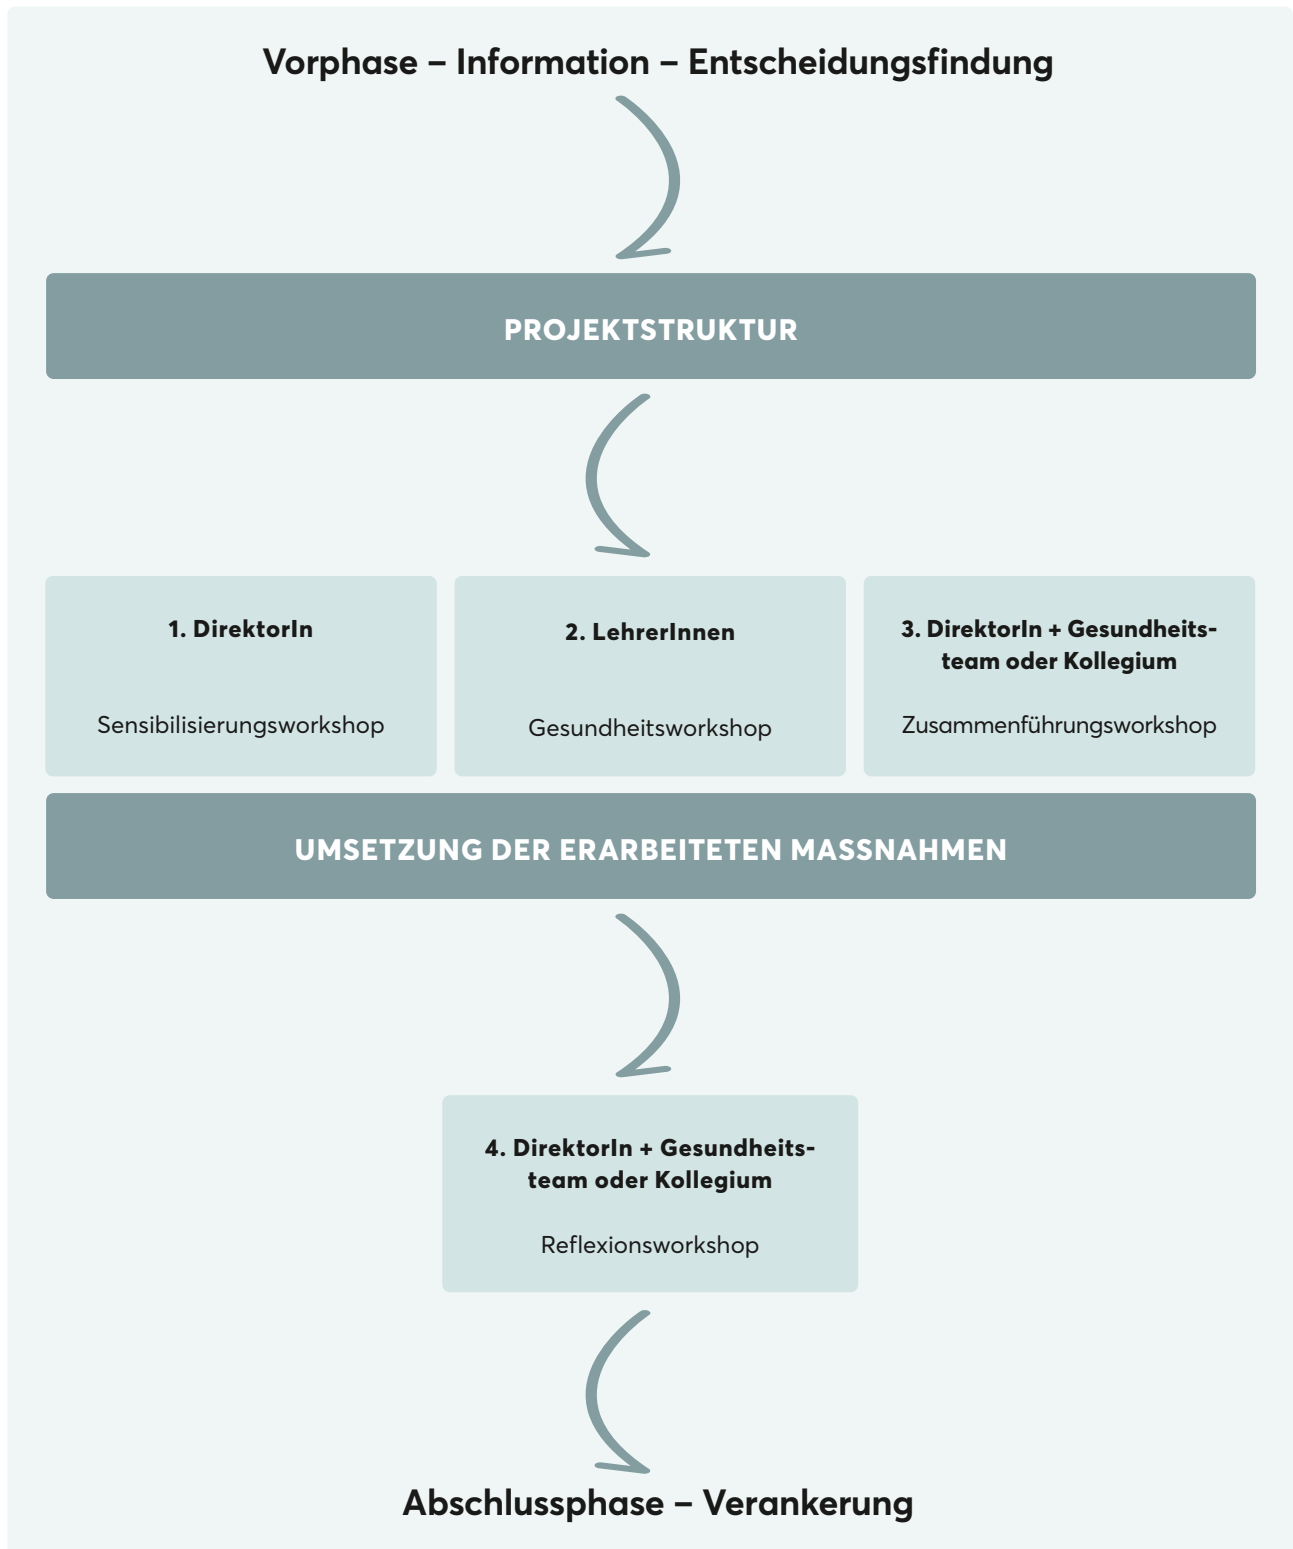 Vorphase – Information – Entscheidungsfindung
PROJEKTSTRUKTUR
1. DirektorIn
Sensibilisierungsworkshop
2. LehrerInnen
Gesundheitsworkshop
3. DirektorIn + Gesundheits-
team oder Kollegium
Zusammenführungsworkshop
UMSETZUNG DER ERARBEITETEN MASSNAHMEN
4. DirektorIn + Gesundheits-
team oder Kollegium
Reflexionsworkshop
Abschlussphase – Verankerung